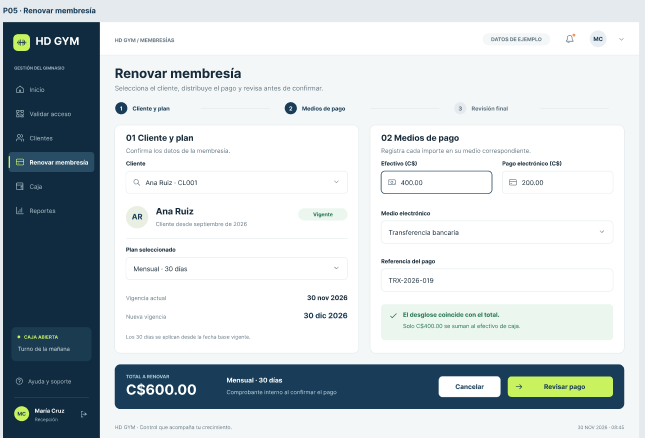 P05 · Renovar membresía
HD GYM
GESTIÓN DEL GIMNASIO
Inicio
Validar acceso
Clientes
Renovar membresía
Caja
Reportes
CAJA ABIERTA
Turno de la mañana
Ayuda y soporte
MC
María Cruz
Recepción
HD GYM / MEMBRESÍAS
DATOS DE EJEMPLO
MC
Renovar membresía
Selecciona el cliente, distribuye el pago y revisa antes de confirmar.
1 Cliente y plan
2 Medios de pago
3 Revisión final
01 Cliente y plan
Confirma los datos de la membresía.
Cliente
Ana Ruiz · CL001
AR
Ana Ruiz
Cliente desde septiembre de 2026
Vigente
Plan seleccionado
Mensual · 30 días
Vigencia actual
30 nov 2026
Nueva vigencia
30 dic 2026
Los 30 días se aplican desde la fecha base vigente.
02 Medios de pago
Registra cada importe en su medio correspondiente.
Efectivo (C$)
Pago electrónico (C$)
400.00
200.00
Medio electrónico
Transferencia bancaria
Referencia del pago
TRX-2026-019
El desglose coincide con el total.
Solo C$400.00 se suman al efectivo de caja.
TOTAL A RENOVAR
C$600.00
Mensual · 30 días
Comprobante interno al confirmar el pago
Cancelar
Revisar pago
HD GYM · Control que acompaña tu crecimiento.
30 NOV 2026 · 08:45